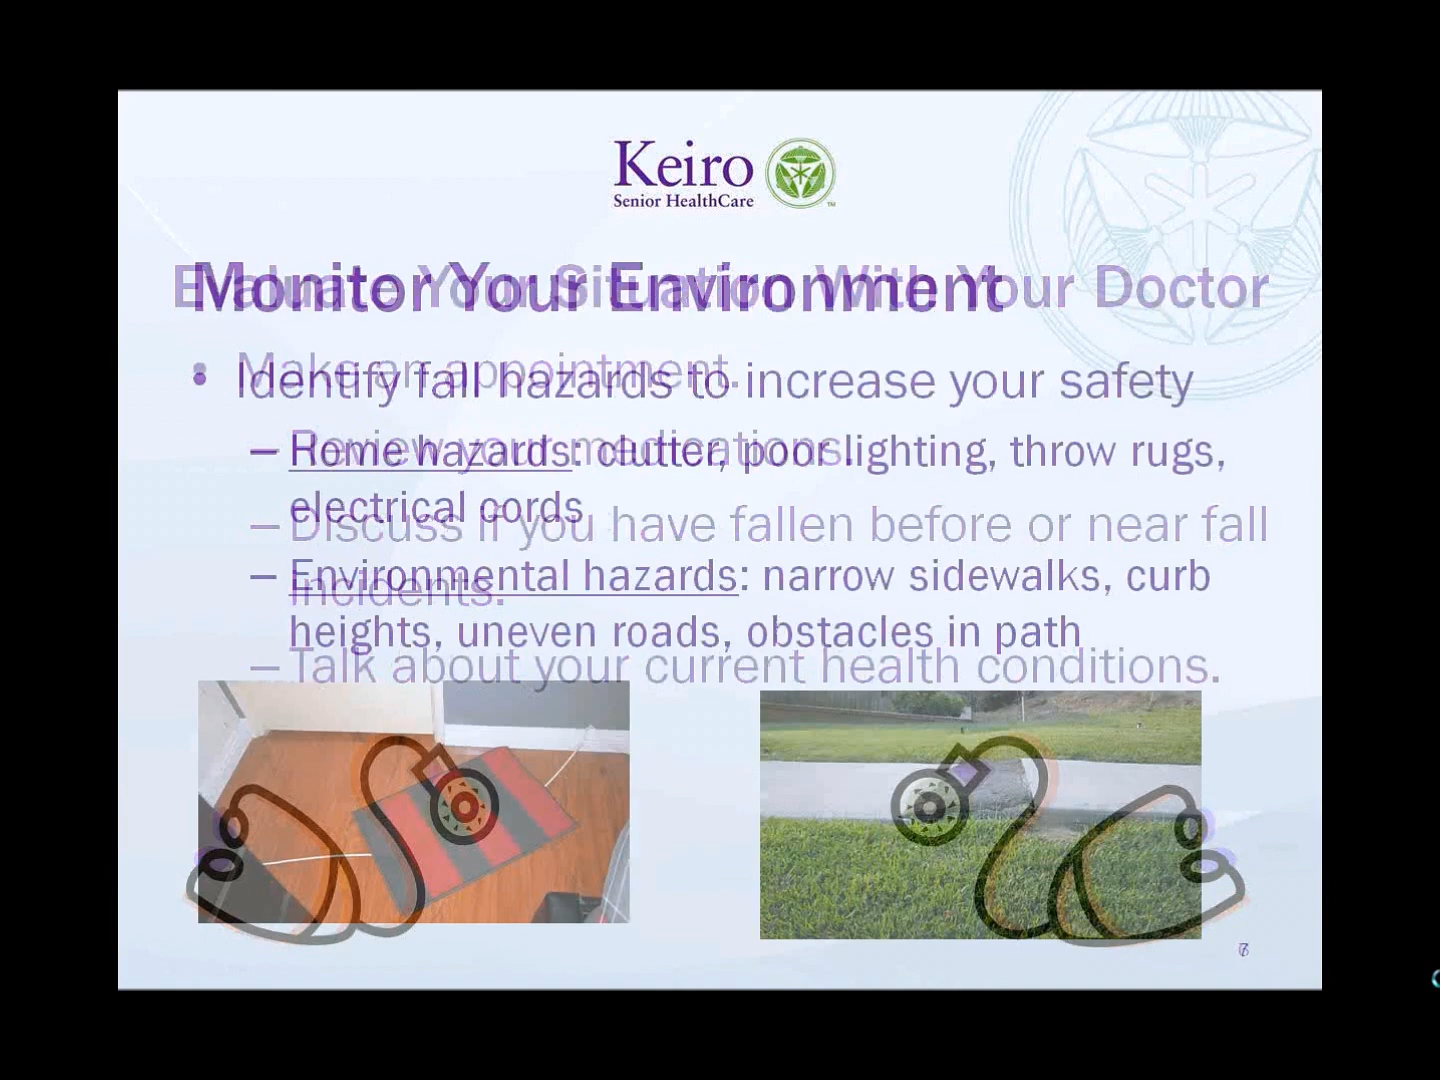 Keiro
Senior HealthCare
TM
Evaluate Your Situation With Your Doctor
• Make an appointment.
– Review your medications.
– Discuss if you have fallen before or near fall
incidents.
– Talk about your current health conditions.
Monitor Your Environment
• Identify fall hazards to increase your safety
– Home hazards: clutter, poor lighting, throw rugs,
electrical cords
– Environmental hazards: narrow sidewalks, curb
heights, uneven roads, obstacles in path